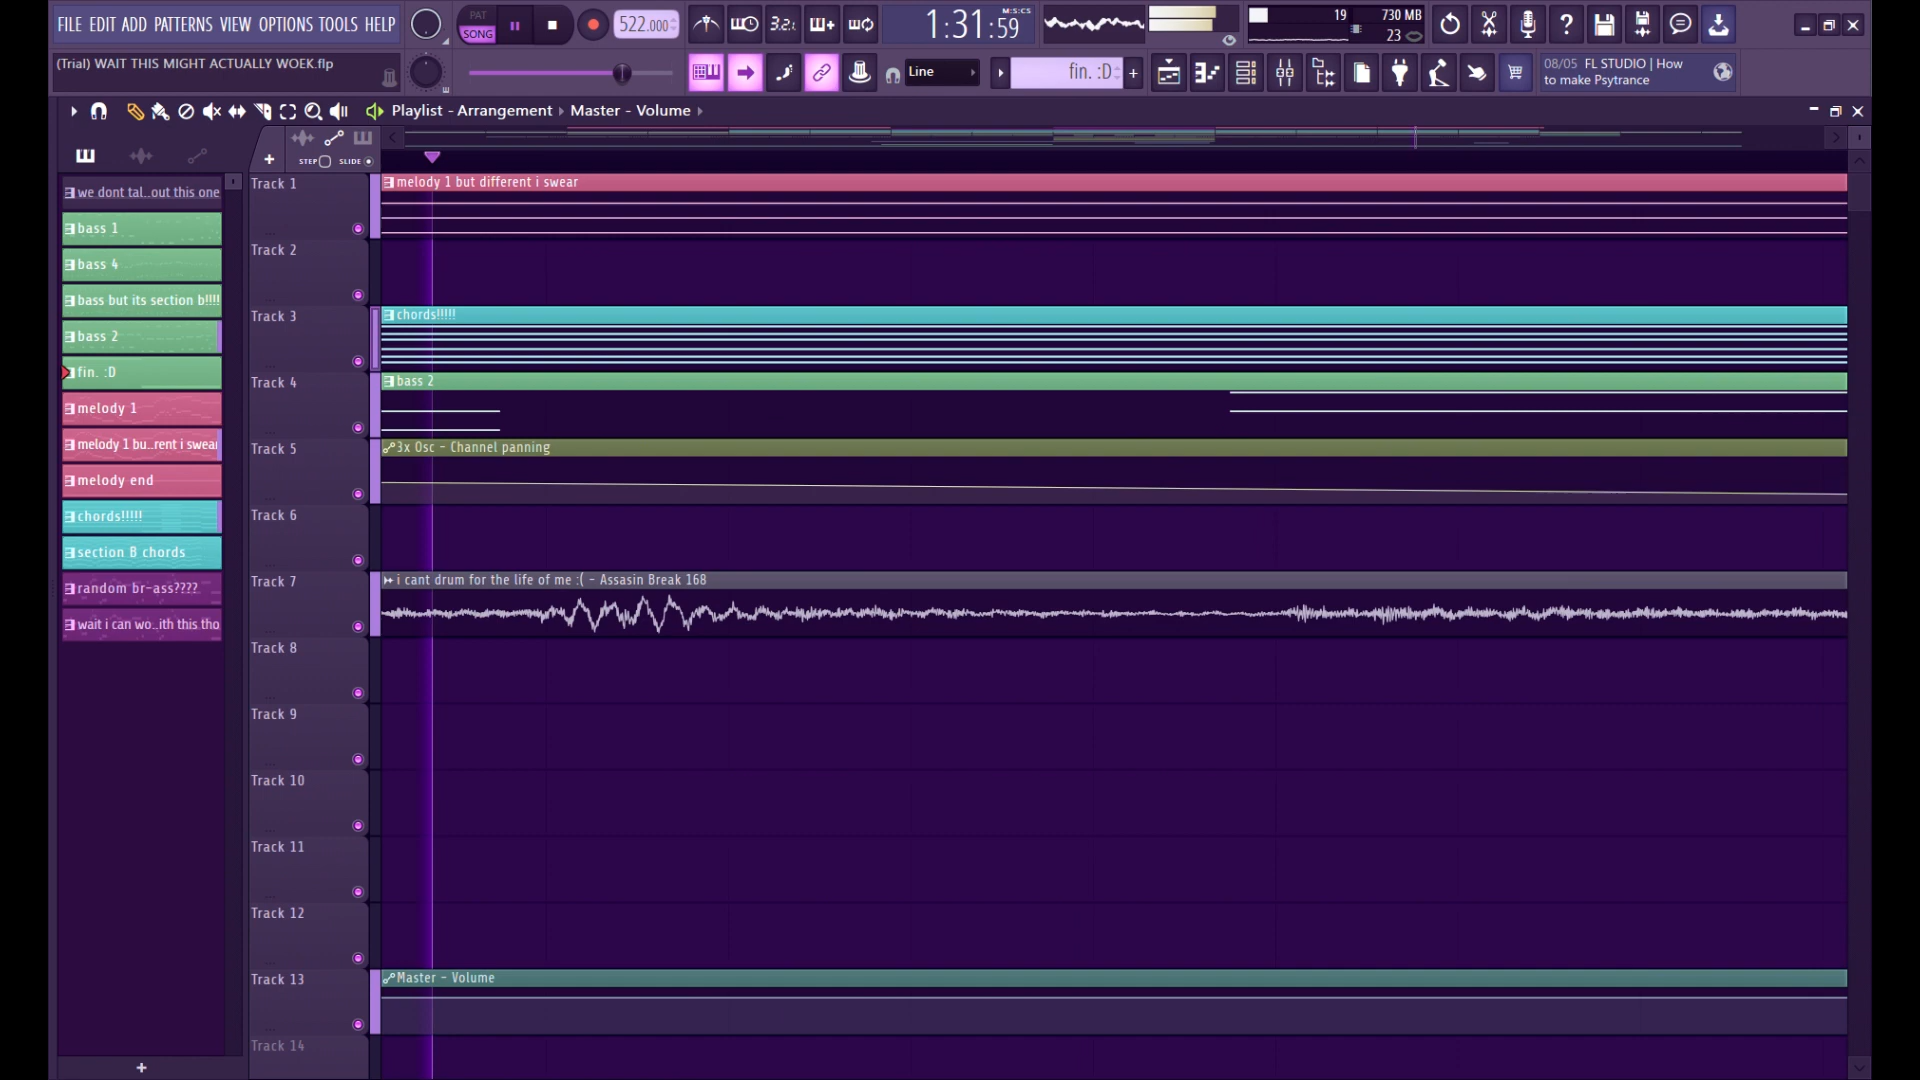 FILE EDIT ADD PATTERNS VIEW OPTIONS TOOLS HELP
PAT
SONG
522.000
3.2.
1:31:59
M:S:CS
19
730 MB
23
(Trial) WAIT THIS MIGHT ACTUALLY WOEK.flp
Line
fin. :D
08/05 FL STUDIO | How
to make Psytrance
Playlist - Arrangement › Master - Volume ›
STEP
SLIDE
we dont tal..out this one
bass 1
bass 4
bass but its section b!!!!
bass 2
fin. :D
melody 1
melody 1 bu..rent i swear
melody end
chords!!!!!
section B chords
random br-ass????
wait i can wo..ith this tho
Track 1
melody 1 but different i swear
Track 2
Track 3
chords!!!!!
Track 4
bass 2
Track 5
3x Osc - Channel panning
Track 6
Track 7
i cant drum for the life of me :( - Assasin Break 168
Track 8
Track 9
Track 10
Track 11
Track 12
Track 13
Master - Volume
Track 14